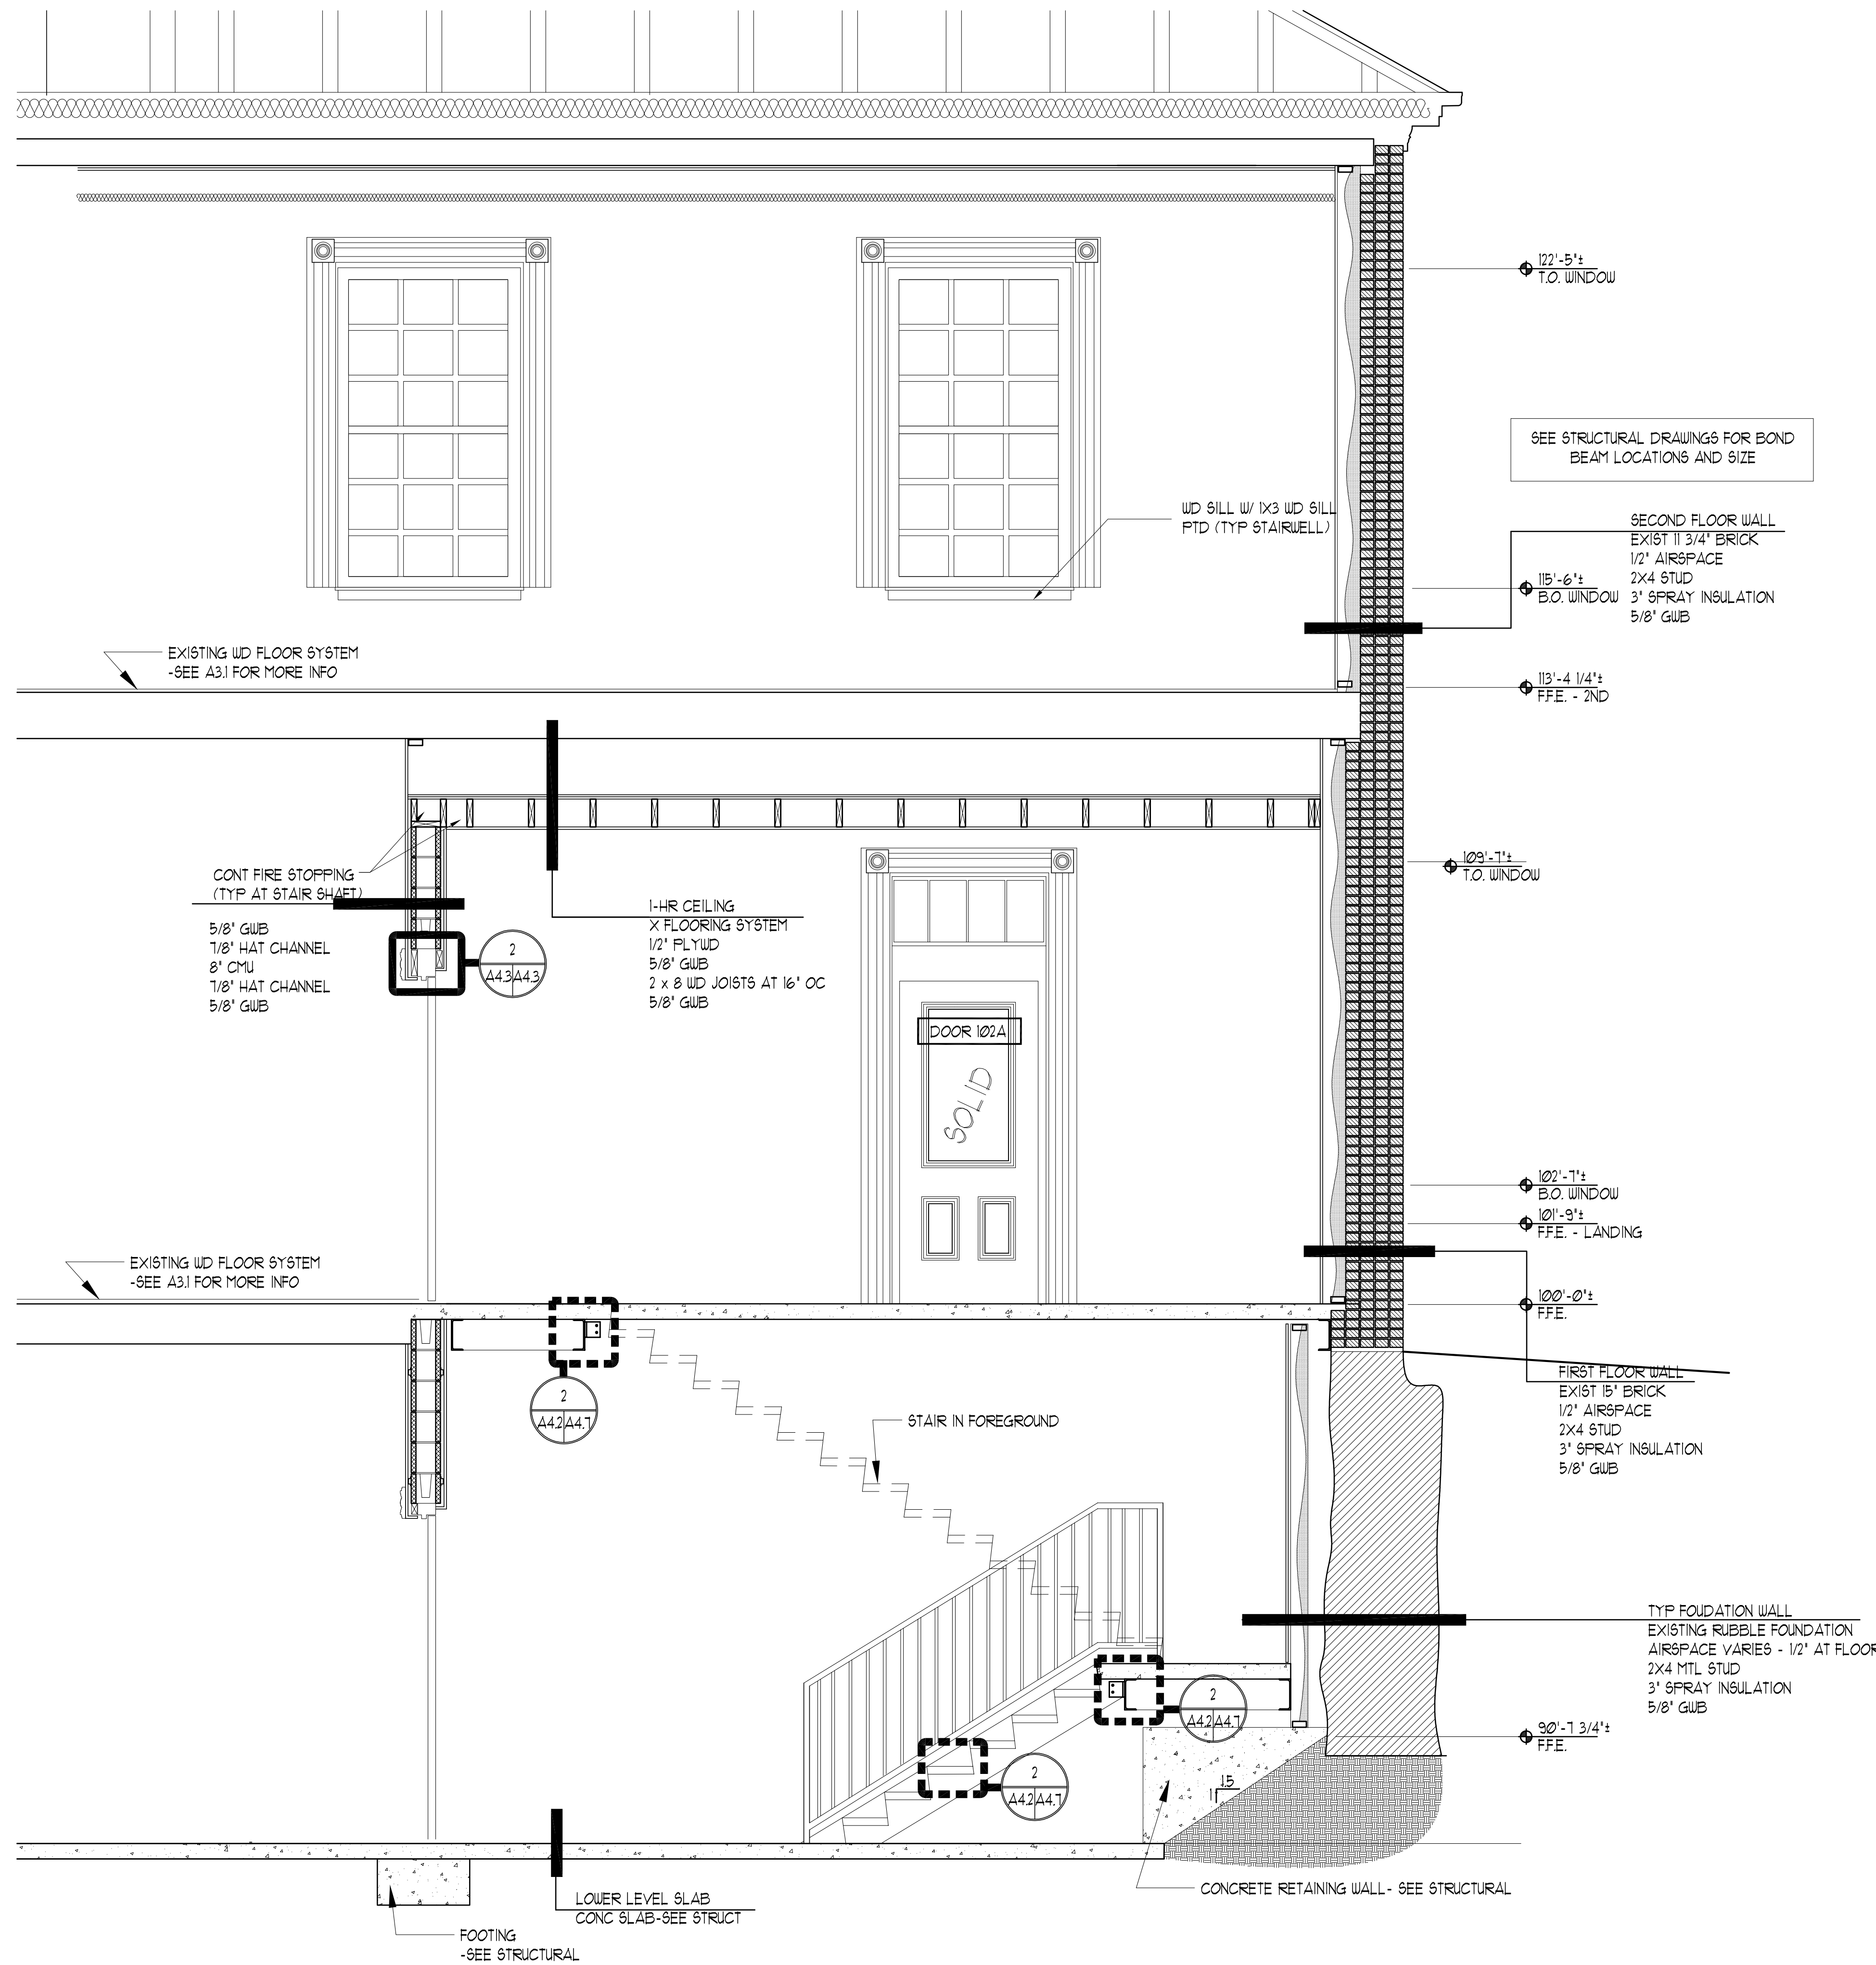 122'-5"±
T.O. WINDOW
SEE STRUCTURAL DRAWINGS FOR BOND
BEAM LOCATIONS AND SIZE
WD SILL W/ 1X3 WD SILL
PTD (TYP STAIRWELL)
SECOND FLOOR WALL
EXIST 11 3/4" BRICK
1/2" AIRSPACE
2X4 STUD
3" SPRAY INSULATION
5/8" GWB
115'-6"±
B.O. WINDOW
EXISTING WD FLOOR SYSTEM
-SEE A3.1 FOR MORE INFO
113'-4 1/4"±
F.F.E. - 2ND
109'-7"±
T.O. WINDOW
CONT FIRE STOPPING
(TYP AT STAIR SHAFT)
5/8" GWB
7/8" HAT CHANNEL
8" CMU
7/8" HAT CHANNEL
5/8" GWB
2
A4.3 A4.3
1-HR CEILING
X FLOORING SYSTEM
1/2" PLYWD
5/8" GWB
2 x 8 WD JOISTS AT 16" OC
5/8" GWB
DOOR 102A
SOLID
102'-7"±
B.O. WINDOW
101'-9"±
F.F.E. - LANDING
EXISTING WD FLOOR SYSTEM
-SEE A3.1 FOR MORE INFO
100'-0"±
F.F.E.
FIRST FLOOR WALL
EXIST 15" BRICK
1/2" AIRSPACE
2X4 STUD
3" SPRAY INSULATION
5/8" GWB
2
A4.2 A4.7
STAIR IN FOREGROUND
TYP FOUDATION WALL
EXISTING RUBBLE FOUNDATION
AIRSPACE VARIES - 1/2" AT FLOOR
2X4 MTL STUD
3" SPRAY INSULATION
5/8" GWB
2
A4.2 A4.7
90'-7 3/4"±
F.F.E.
2
A4.2 A4.7
1.5
1
CONCRETE RETAINING WALL- SEE STRUCTURAL
LOWER LEVEL SLAB
CONC SLAB-SEE STRUCT
FOOTING
-SEE STRUCTURAL